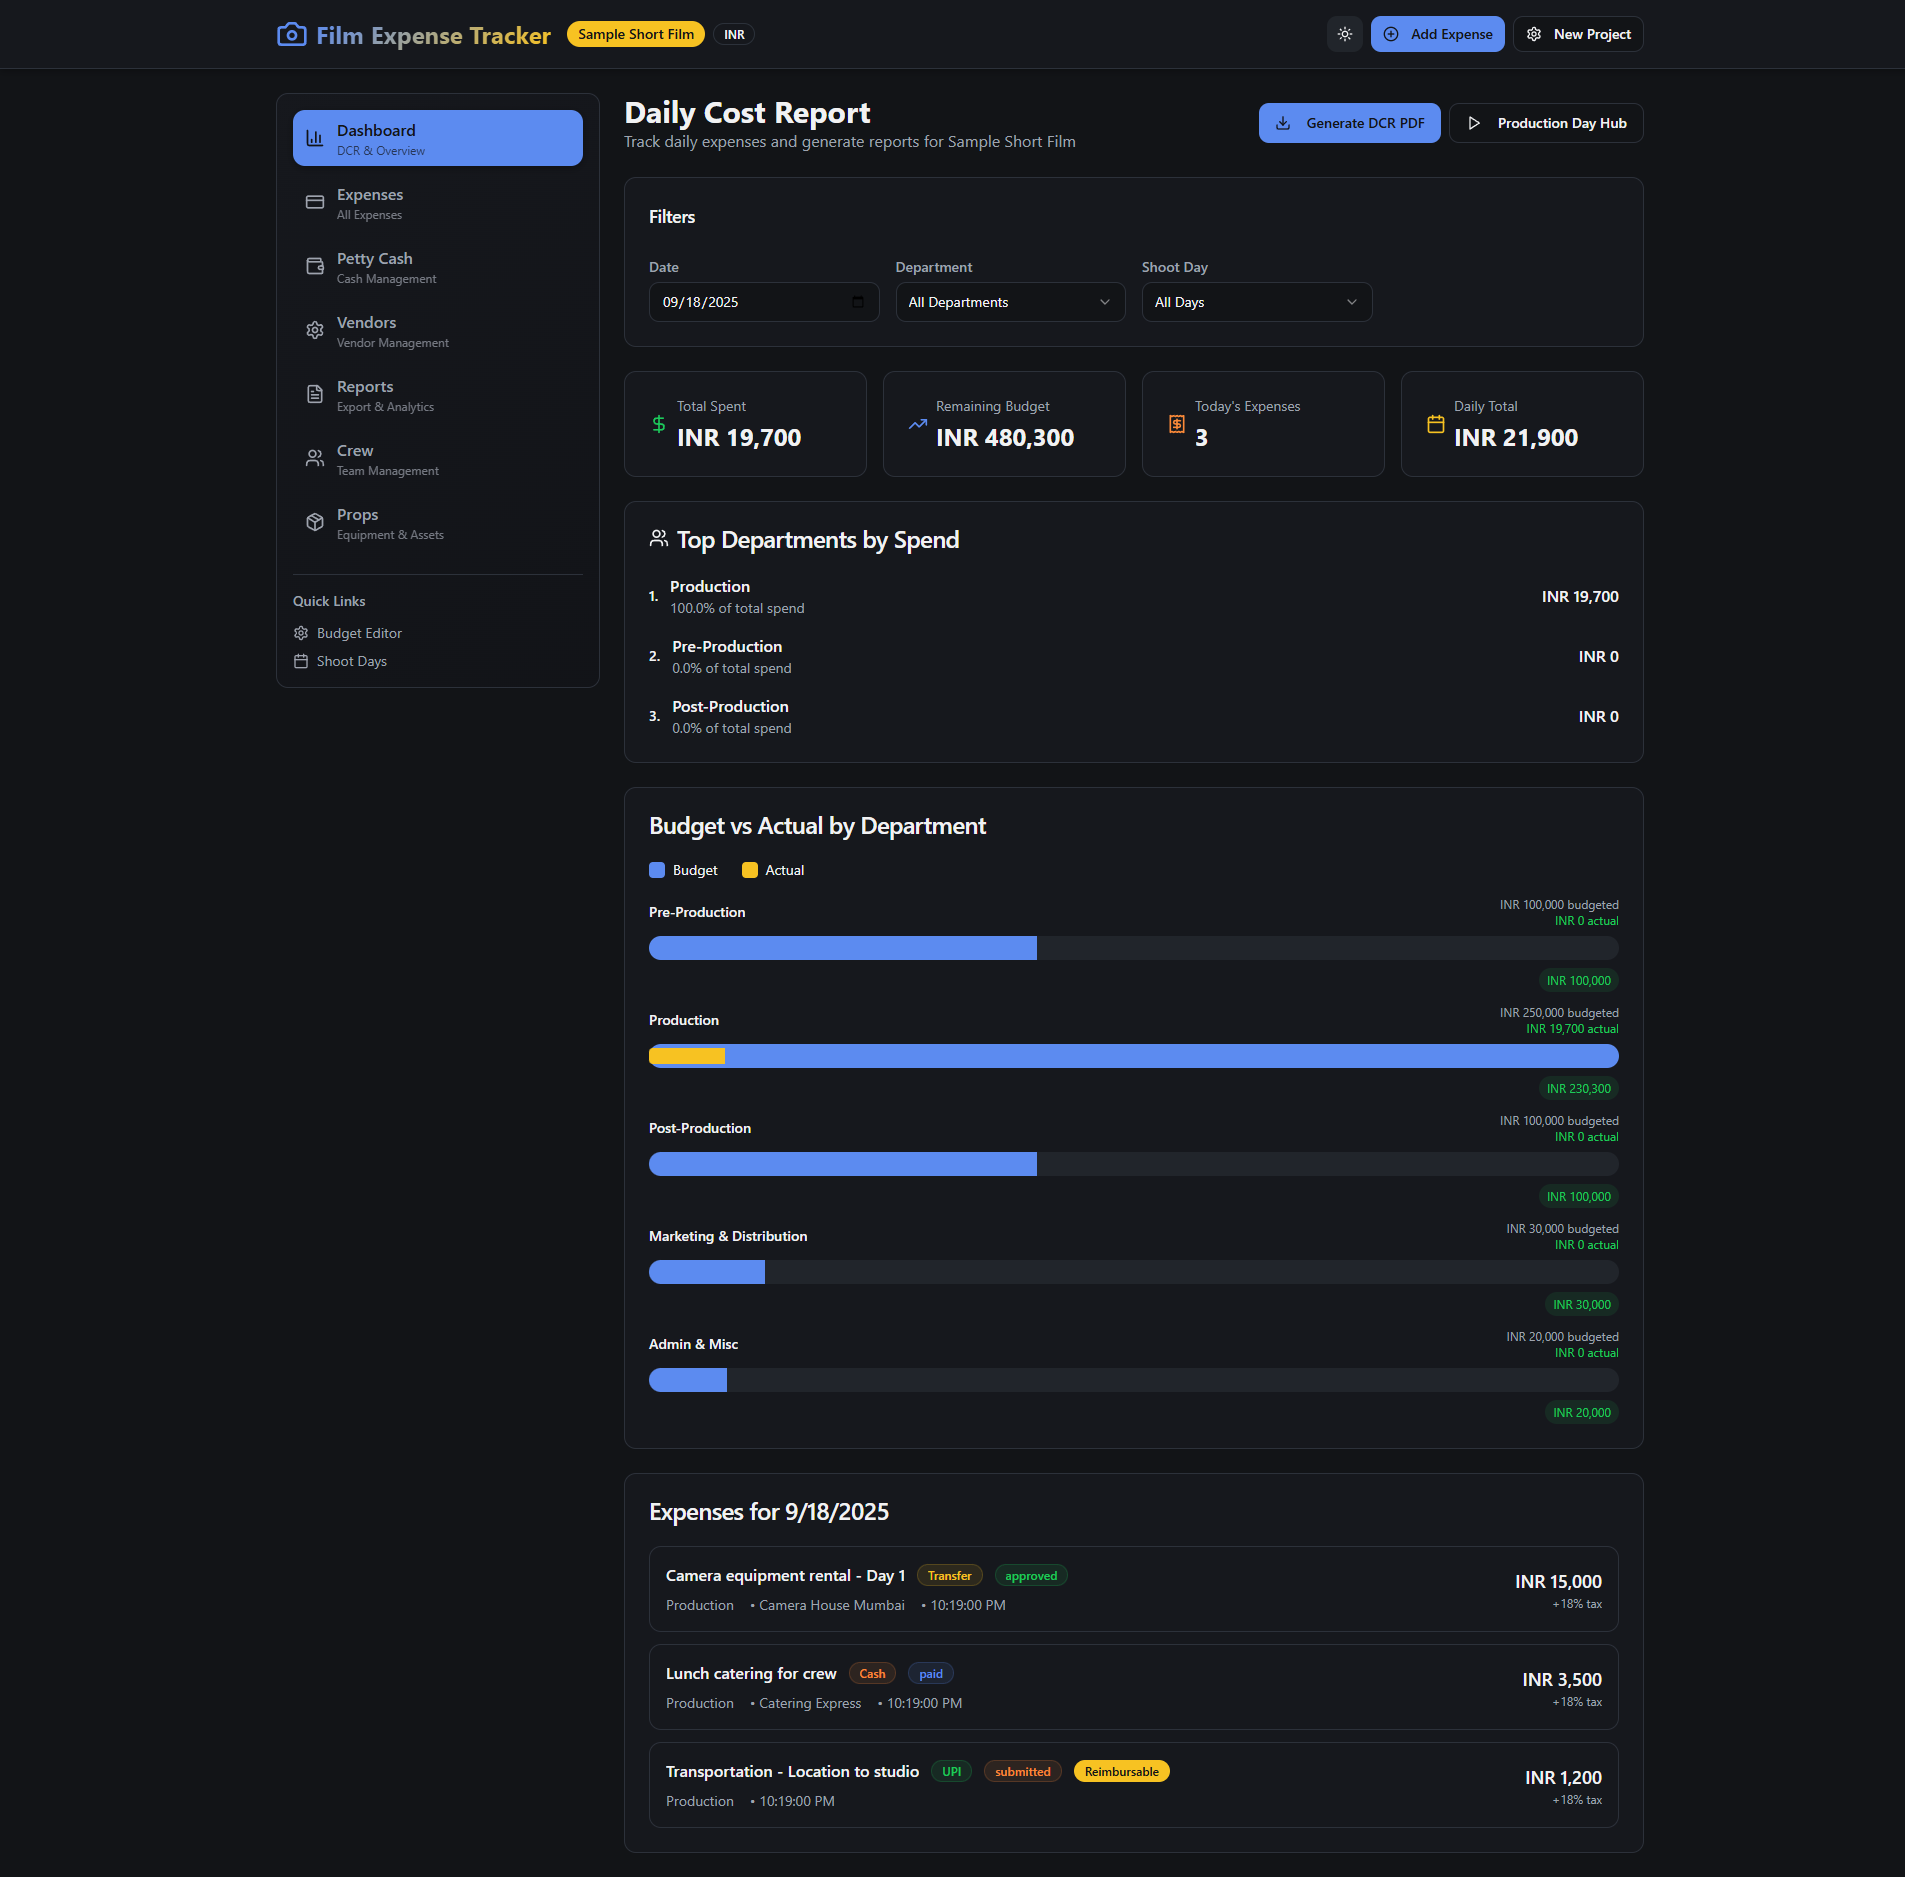 Film Expense Tracker
Sample Short Film
INR
Add Expense
New Project
Dashboard
DCR & Overview
Expenses
All Expenses
Petty Cash
Cash Management
Vendors
Vendor Management
Reports
Export & Analytics
Crew
Team Management
Props
Equipment & Assets
Quick Links
Budget Editor
Shoot Days
Daily Cost Report
Track daily expenses and generate reports for Sample Short Film
Generate DCR PDF
Production Day Hub
Filters
Date
Department
Shoot Day
09/18/2025
All Departments
All Days
Total Spent
INR 19,700
Remaining Budget
INR 480,300
Today's Expenses
3
Daily Total
INR 21,900
Top Departments by Spend
1. Production
100.0% of total spend
INR 19,700
2. Pre-Production
0.0% of total spend
INR 0
3. Post-Production
0.0% of total spend
INR 0
Budget vs Actual by Department
Budget
Actual
Pre-Production
INR 100,000 budgeted
INR 0 actual
INR 100,000
Production
INR 250,000 budgeted
INR 19,700 actual
INR 230,300
Post-Production
INR 100,000 budgeted
INR 0 actual
INR 100,000
Marketing & Distribution
INR 30,000 budgeted
INR 0 actual
INR 30,000
Admin & Misc
INR 20,000 budgeted
INR 0 actual
INR 20,000
Expenses for 9/18/2025
Camera equipment rental - Day 1 Transfer approved
Production • Camera House Mumbai • 10:19:00 PM
INR 15,000
+18% tax
Lunch catering for crew Cash paid
Production • Catering Express • 10:19:00 PM
INR 3,500
+18% tax
Transportation - Location to studio UPI submitted Reimbursable
Production • 10:19:00 PM
INR 1,200
+18% tax